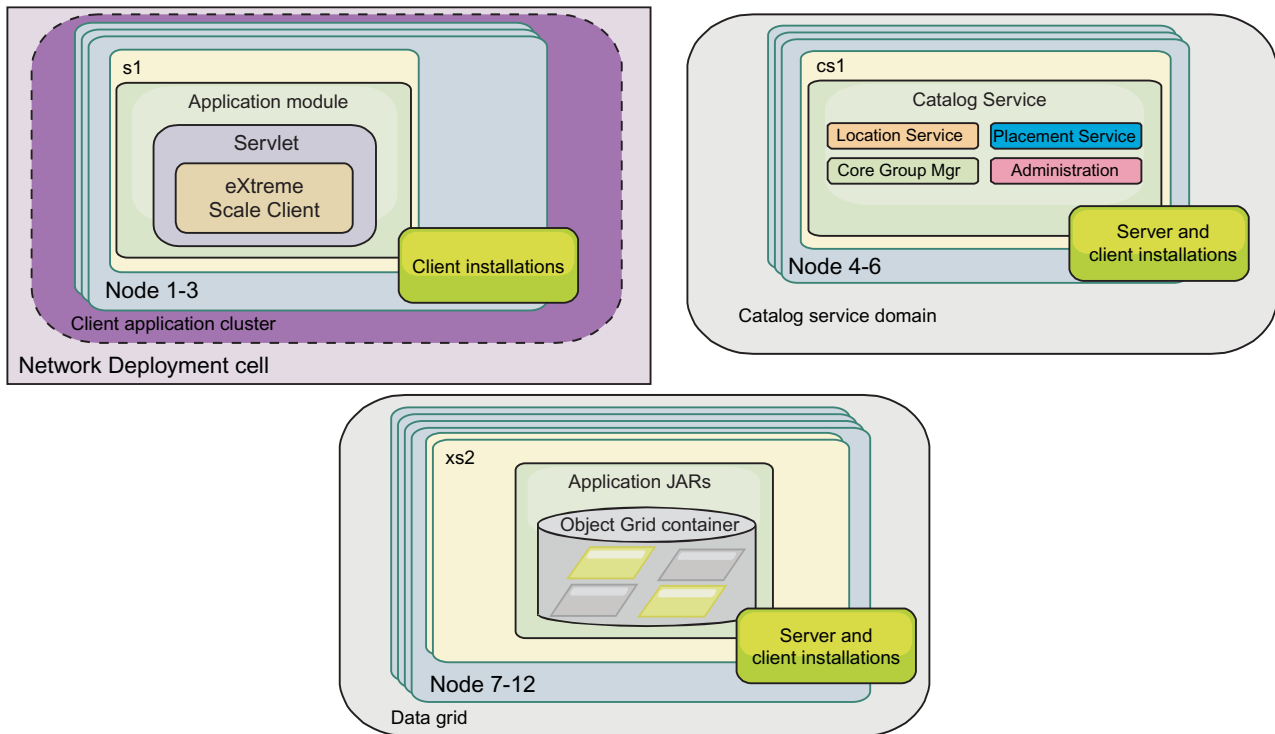 s1
Application module
Servlet
eXtreme
Scale Client
Client installations
Node 1-3
Client application cluster
Network Deployment cell
cs1
Catalog Service
Location Service
Placement Service
Core Group Mgr
Administration
Server and
client installations
Node 4-6
Catalog service domain
xs2
Application JARs
Object Grid container
Server and
client installations
Node 7-12
Data grid